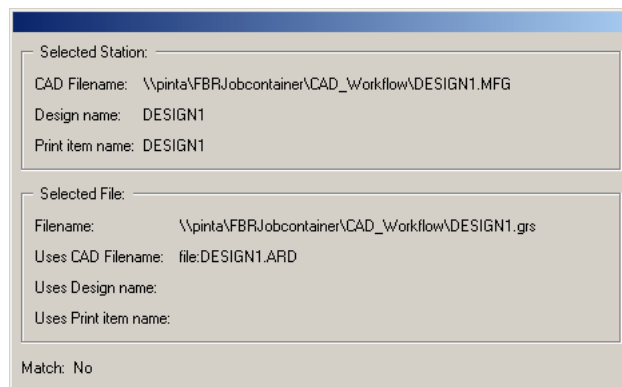 Selected Station:
CAD Filename: \\pinta\FBRJobcontainer\CAD_Workflow\DESIGN1.MFG
Design name: DESIGN1
Print item name: DESIGN1
Selected File:
Filename: \\pinta\FBRJobcontainer\CAD_Workflow\DESIGN1.grs
Uses CAD Filename: file:DESIGN1.ARD
Uses Design name:
Uses Print item name:
Match: No